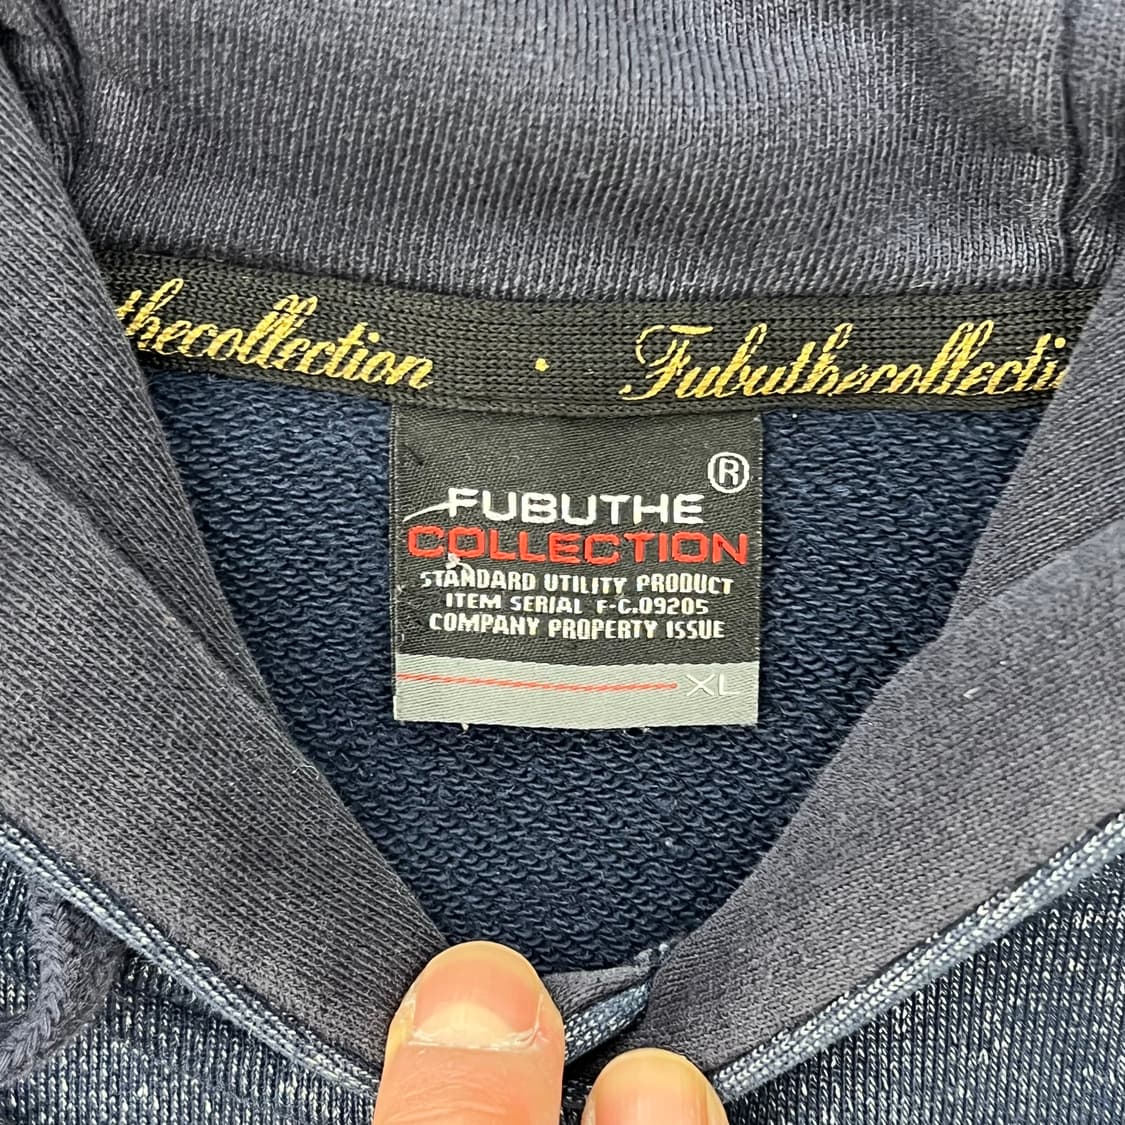 thecollection · Fubuthecollecti
®
FUBUTHE
COLLECTION
STANDARD UTILITY PRODUCT
ITEM SERIAL F-C.09205
COMPANY PROPERTY ISSUE
XL